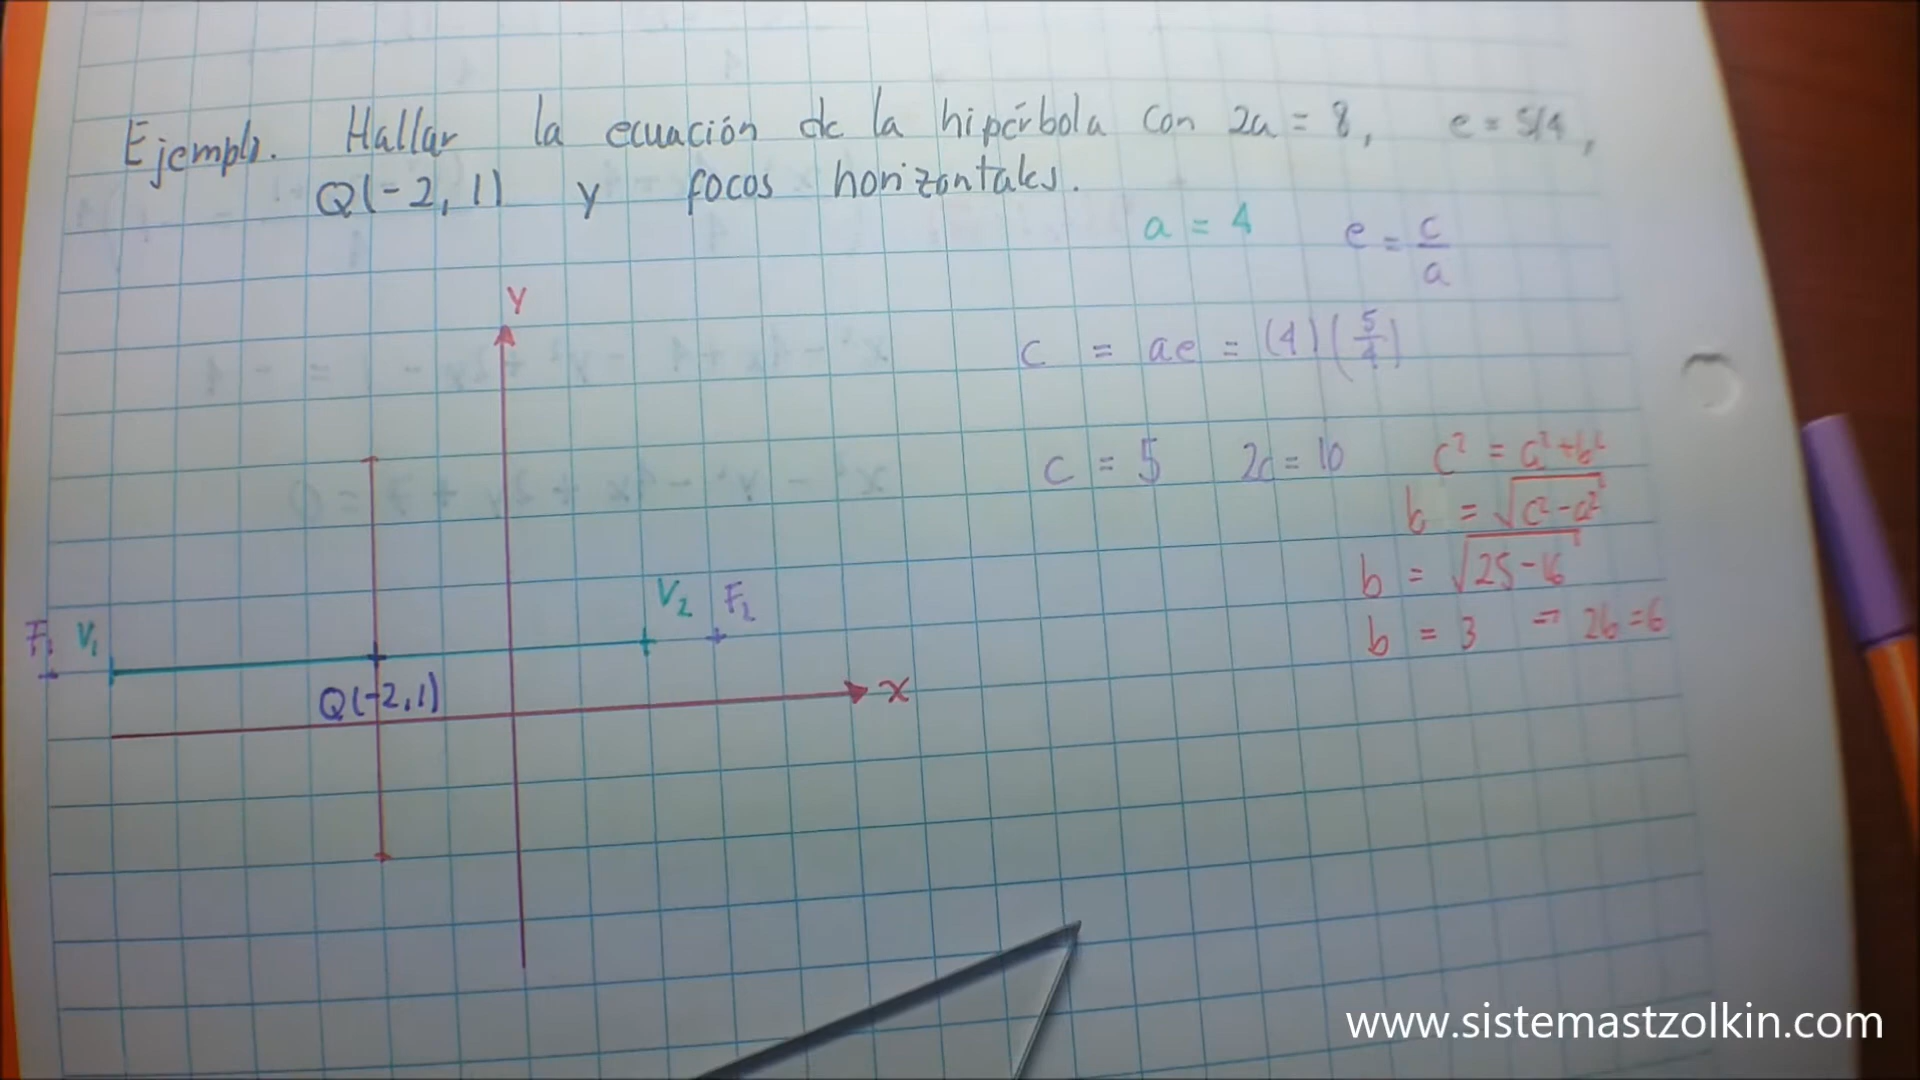 Ejemplo. Hallar la ecuación de la hipérbola con 2a = 8, e = 5/4,
Q(-2, 1) y focos horizontales.
a = 4 e = c/a
Y
c = ae = (4)(5/4)
c = 5 2c = 10 c² = a² + b²
b = √c² - a²
b = √25 - 16
b = 3 → 2b = 6
F₁ V₁ V₂ F₂
Q(-2, 1)
X
www.sistemastzolkin.com